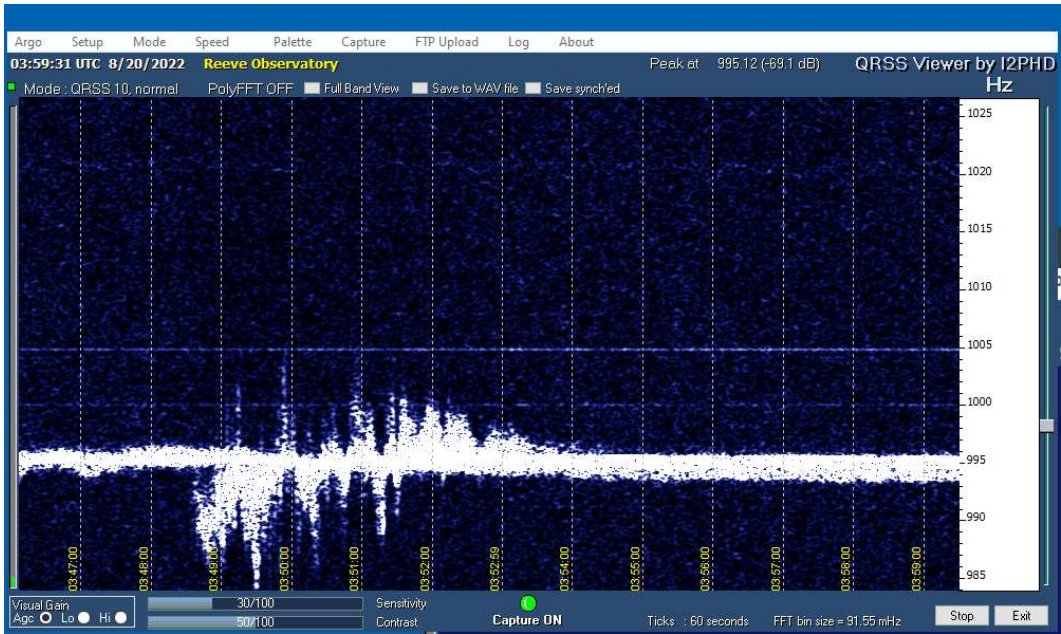 Argo Setup Mode Speed Palette Capture FTP Upload Log About
03:59:31 UTC 8/20/2022 Reeve Observatory Peak at 995.12 (-69.1 dB) QRSS Viewer by I2PHD
Mode : QRSS 10, normal PolyFFT OFF Full Band View Save to WAV file Save synch'ed Hz
1025
1020
1015
1010
1005
1000
995
990
985
03:47:00 03:48:00 03:49:00 03:50:00 03:51:00 03:52:00 03:52:59 03:54:00 03:55:00 03:56:00 03:57:00 03:58:00 03:59:00
Visual Gain 30/100 Sensitivity
Agc Lo Hi 50/100 Contrast Capture ON Ticks : 60 seconds FFT bin size = 91.55 mHz Stop Exit